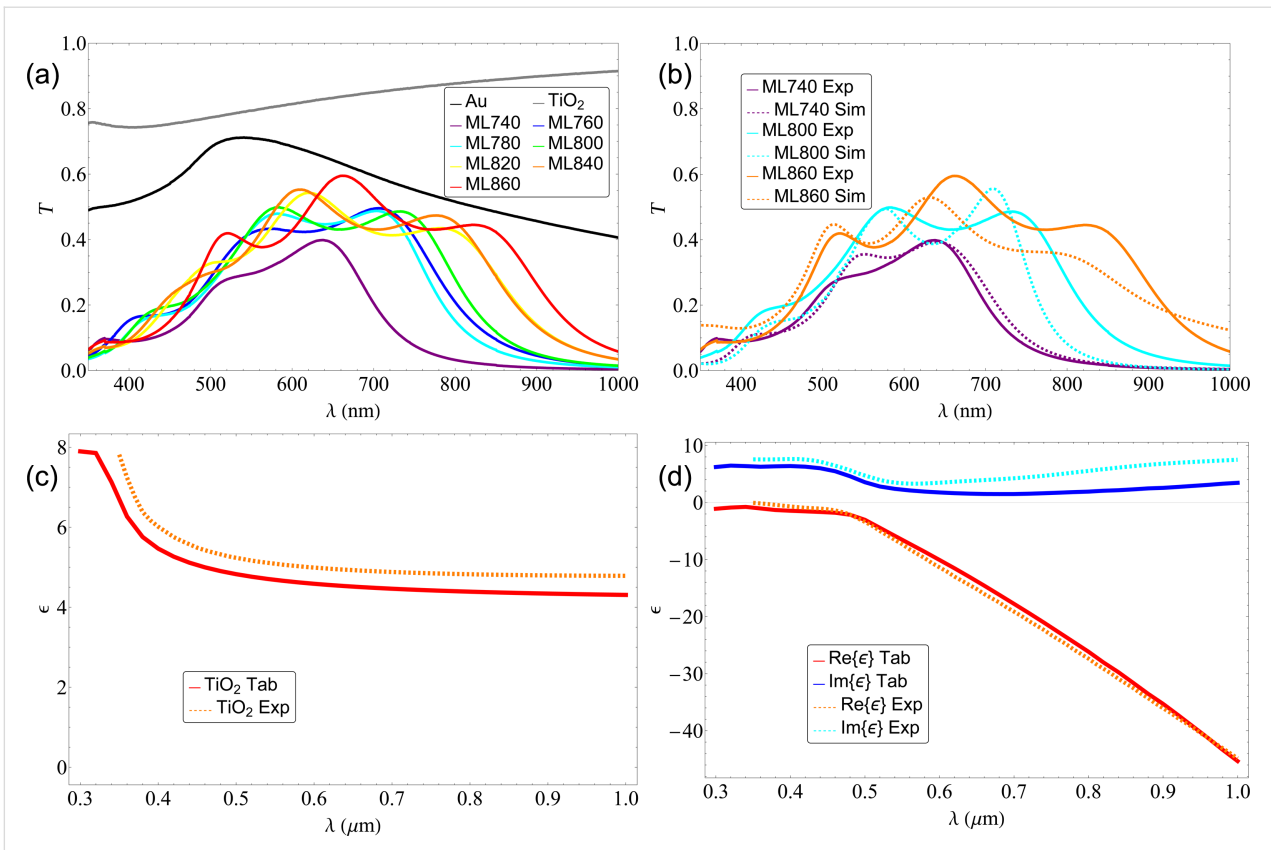 (a)
1.0
0.8
0.6
0.4
0.2
0.0
T
400 500 600 700 800 900 1000
λ (nm)
Au TiO₂
ML740 ML760
ML780 ML800
ML820 ML840
ML860
(b)
1.0
0.8
0.6
0.4
0.2
0.0
T
400 500 600 700 800 900 1000
λ (nm)
ML740 Exp
ML740 Sim
ML800 Exp
ML800 Sim
ML860 Exp
ML860 Sim
(c)
8
6
4
2
0
ϵ
0.3 0.4 0.5 0.6 0.7 0.8 0.9 1.0
λ (μm)
TiO₂ Tab
TiO₂ Exp
(d)
10
0
−10
−20
−30
−40
ϵ
0.3 0.4 0.5 0.6 0.7 0.8 0.9 1.0
λ (μm)
Re{ϵ} Tab
Im{ϵ} Tab
Re{ϵ} Exp
Im{ϵ} Exp